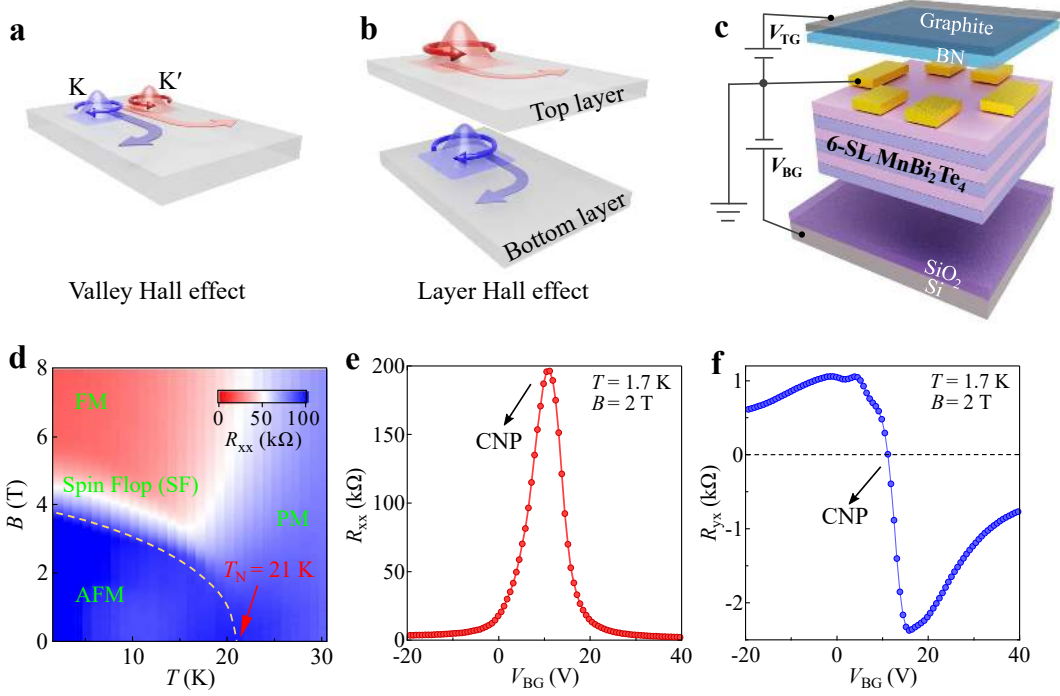 a
K
K′
Valley Hall effect
b
Top layer
Bottom layer
Layer Hall effect
c
V_TG
V_BG
Graphite
BN
6-SL MnBi₂Te₄
SiO₂
Si
d
8
6
4
2
0
B (T)
FM
Spin Flop (SF)
PM
AFM
T_N = 21 K
0 50 100
R_xx (kΩ)
10 20 30
T (K)
e
200
150
100
50
0
R_xx (kΩ)
T = 1.7 K
B = 2 T
CNP
-20 0 20 40
V_BG (V)
f
1
0
-1
-2
R_yx (kΩ)
T = 1.7 K
B = 2 T
CNP
-20 0 20 40
V_BG (V)